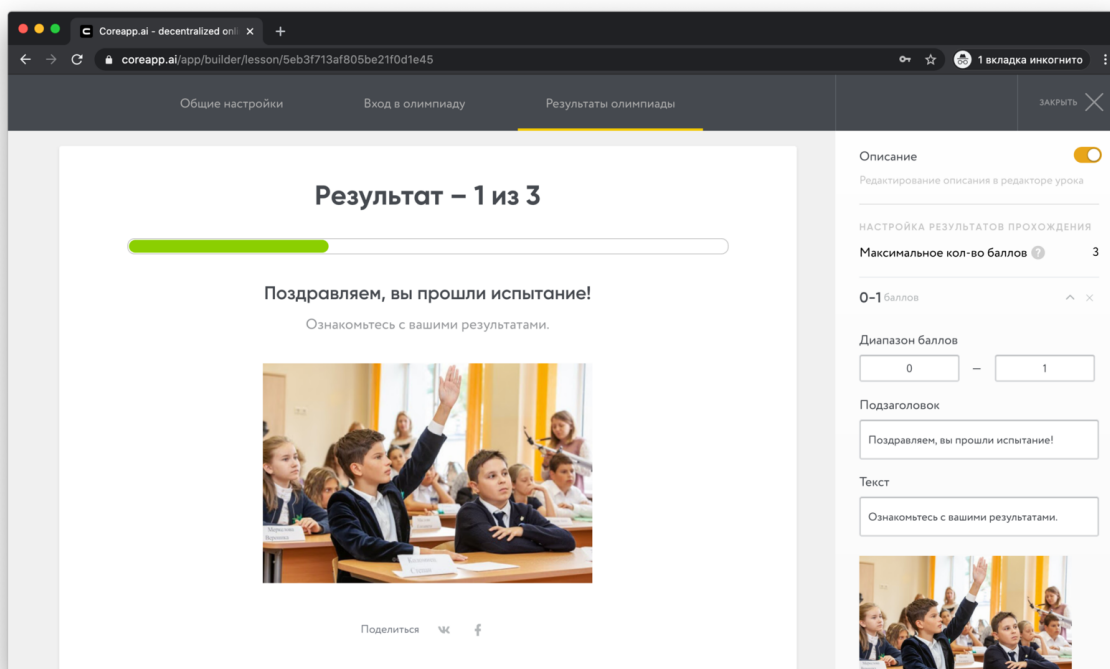 Coreapp.ai - decentralized onli
coreapp.ai/app/builder/lesson/5eb3f713af805be21f0d1e45
1 вкладка инкогнито
Общие настройки
Вход в олимпиаду
Результаты олимпиады
ЗАКРЫТЬ
Результат – 1 из 3
Поздравляем, вы прошли испытание!
Ознакомьтесь с вашими результатами.
Поделиться
Описание
Редактирование описания в редакторе урока
НАСТРОЙКА РЕЗУЛЬТАТОВ ПРОХОЖДЕНИЯ
Максимальное кол-во баллов ? 3
0-1 баллов
Диапазон баллов
0 — 1
Подзаголовок
Поздравляем, вы прошли испытание!
Текст
Ознакомьтесь с вашими результатами.